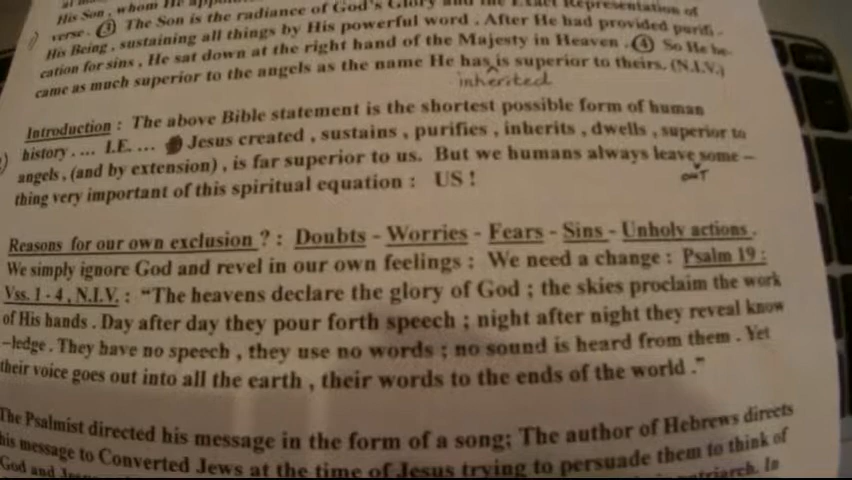 His Son, whom He
verse. ③ The Son is the radiance of God's Glory and the Exact Representation of
His Being, sustaining all things by His powerful word. After He had provided purifi-
cation for sins, He sat down at the right hand of the Majesty in Heaven. ④ So He be-
came as much superior to the angels as the name He has is superior to theirs. (N.I.V.)
inherited
Introduction : The above Bible statement is the shortest possible form of human
history. ... I.E. ... Jesus created , sustains , purifies , inherits , dwells , superior to
angels , (and by extension) , is far superior to us. But we humans always leave some –
out
thing very important of this spiritual equation : US !
Reasons for our own exclusion ? : Doubts - Worries - Fears - Sins - Unholy actions .
We simply ignore God and revel in our own feelings : We need a change : Psalm 19 :
Vss. 1 - 4 , N.I.V. : “The heavens declare the glory of God ; the skies proclaim the work
of His hands . Day after day they pour forth speech ; night after night they reveal know
–ledge . They have no speech , they use no words ; no sound is heard from them . Yet
their voice goes out into all the earth , their words to the ends of the world .”
The Psalmist directed his message in the form of a song; The author of Hebrews directs
his message to Converted Jews at the time of Jesus trying to persuade them to think of
God and